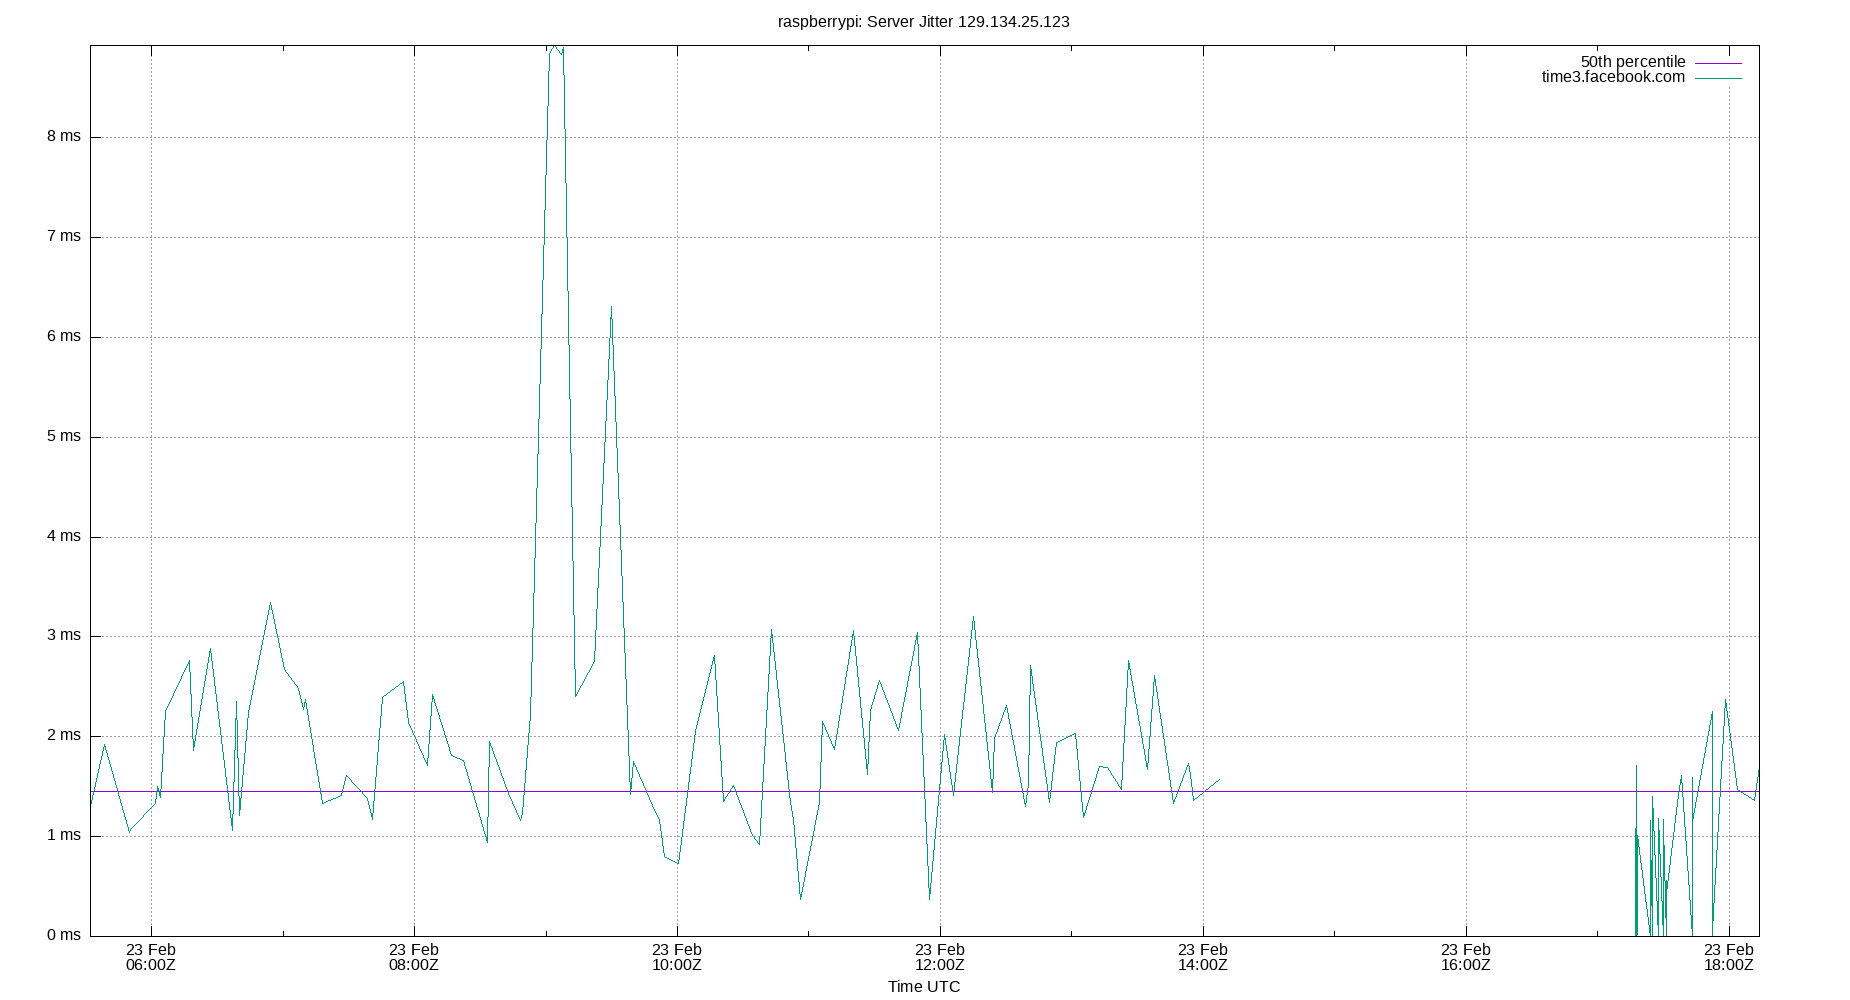 raspberrypi: Server Jitter 129.134.25.123
50th percentile
time3.facebook.com
8 ms
7 ms
6 ms
5 ms
4 ms
3 ms
2 ms
1 ms
0 ms
23 Feb 23 Feb 23 Feb 23 Feb 23 Feb 23 Feb 23 Feb
06:00Z 08:00Z 10:00Z 12:00Z 14:00Z 16:00Z 18:00Z
Time UTC